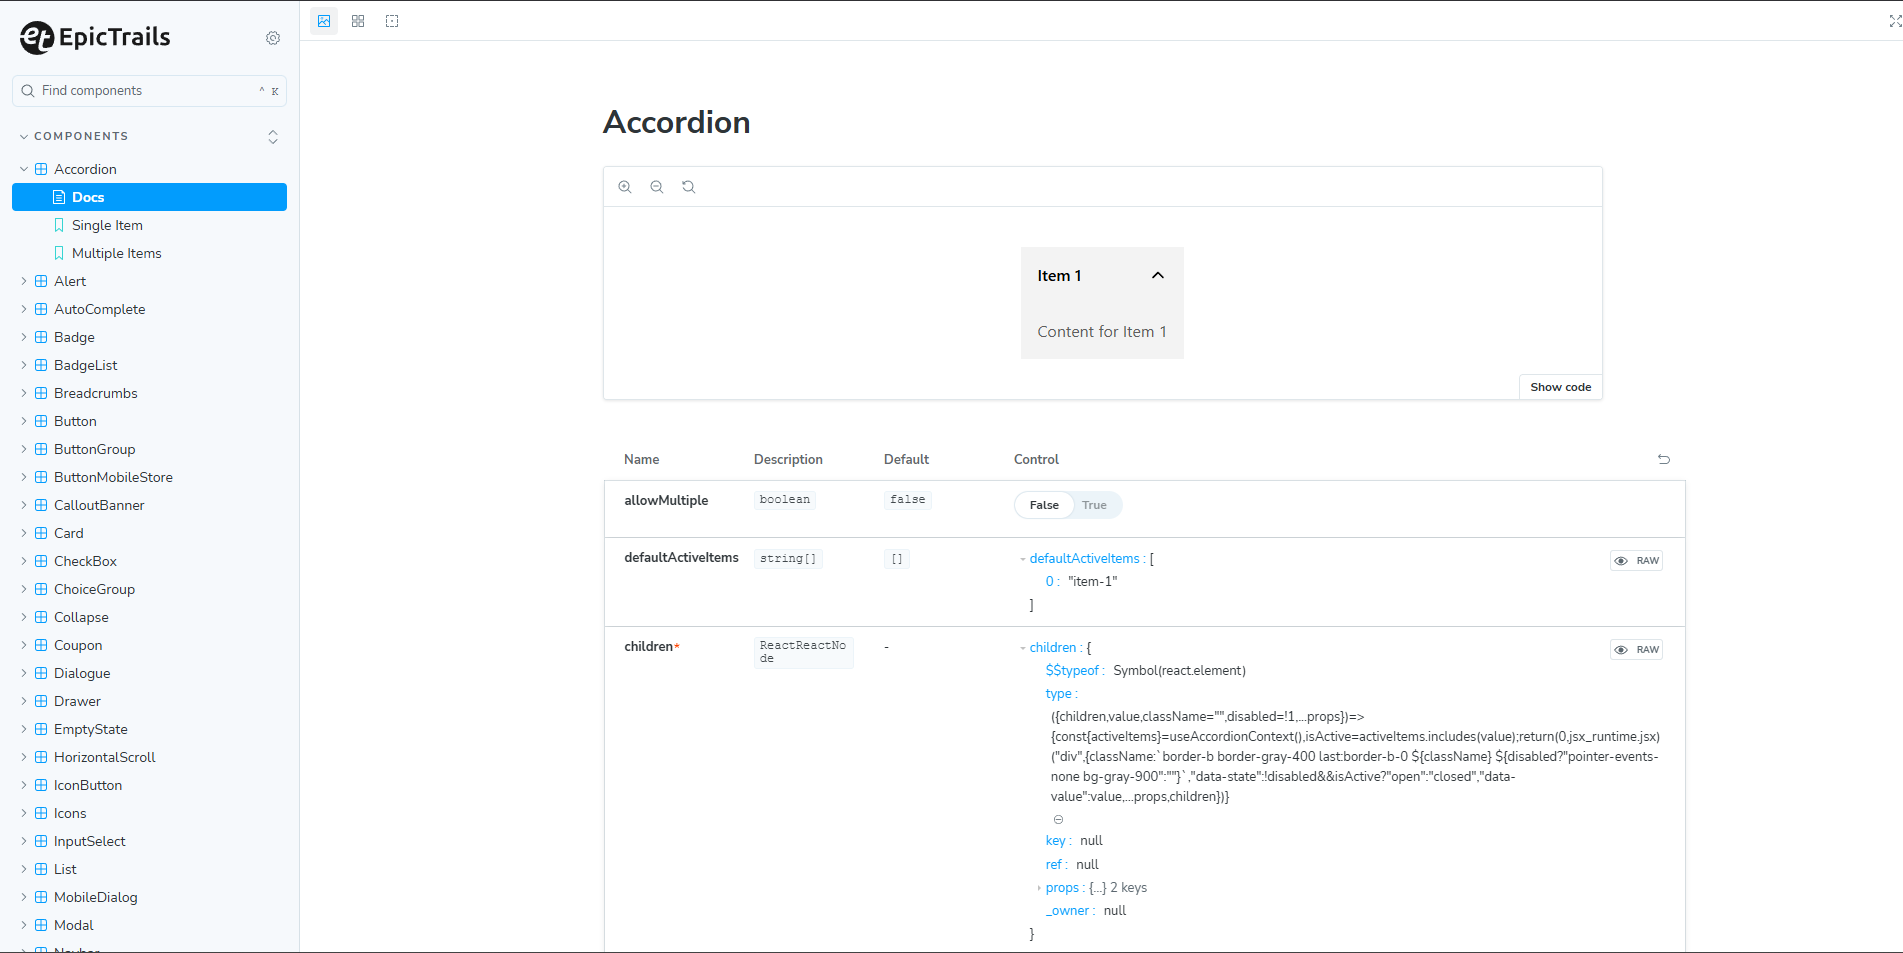 et EpicTrails
Find components
^ K
COMPONENTS
Accordion
Docs
Single Item
Multiple Items
Alert
AutoComplete
Badge
BadgeList
Breadcrumbs
Button
ButtonGroup
ButtonMobileStore
CalloutBanner
Card
CheckBox
ChoiceGroup
Collapse
Coupon
Dialogue
Drawer
EmptyState
HorizontalScroll
IconButton
Icons
InputSelect
List
MobileDialog
Modal
Accordion
Item 1
Content for Item 1
Show code
Name Description Default Control
allowMultiple boolean false False True
defaultActiveItems string[] [] defaultActiveItems : [ RAW
0 : "item-1"
]
children* ReactReactNo - children : { RAW
de
$$typeof : Symbol(react.element)
type :
({children,value,className="",disabled=!1,...props})=>
{const{activeItems}=useAccordionContext(),isActive=activeItems.includes(value);return(0,jsx_runtime.jsx)
("div",{className:`border-b border-gray-400 last:border-b-0 ${className} ${disabled?"pointer-events-
none bg-gray-900":""}`,"data-state":!disabled&&isActive?"open":"closed","data-
value":value,...props,children})}
key : null
ref : null
props : {...} 2 keys
_owner : null
}